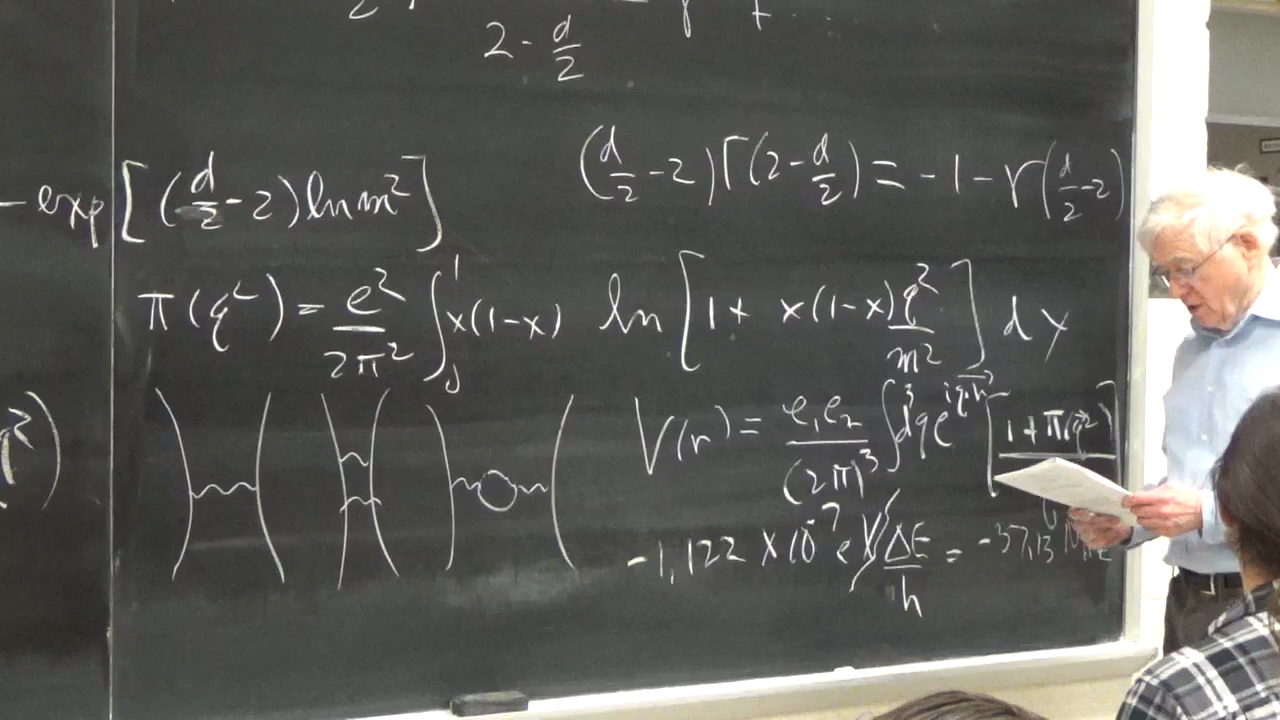 2 - d/2
- exp [(d/2 - 2) ln m²]
(d/2 - 2) Γ(2 - d/2) = -1 - γ(d/2 - 2)
π(q²) = e²/2π² ∫₀¹ x(1-x) ln [1 + x(1-x)q²/m²] dx
q²)
V(r) = e₁e₂/(2π)³ ∫d³q e^{iq⃗·r⃗} [1 + π(q²)
-1,122 × 10⁻⁷ eV ΔE/h = -37,13